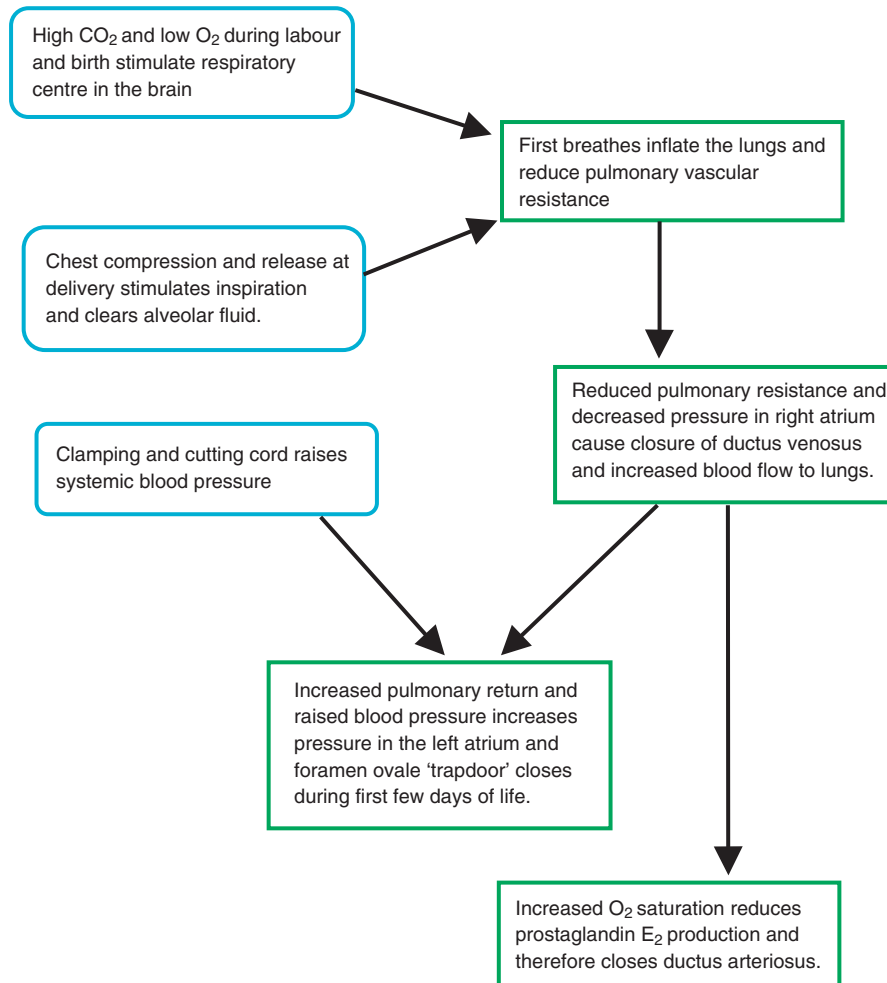 High CO₂ and low O₂ during labour
and birth stimulate respiratory
centre in the brain
First breathes inflate the lungs and
reduce pulmonary vascular
resistance
Chest compression and release at
delivery stimulates inspiration
and clears alveolar fluid.
Reduced pulmonary resistance and
decreased pressure in right atrium
cause closure of ductus venosus
and increased blood flow to lungs.
Clamping and cutting cord raises
systemic blood pressure
Increased pulmonary return and
raised blood pressure increases
pressure in the left atrium and
foramen ovale ‘trapdoor’ closes
during first few days of life.
Increased O₂ saturation reduces
prostaglandin E₂ production and
therefore closes ductus arteriosus.